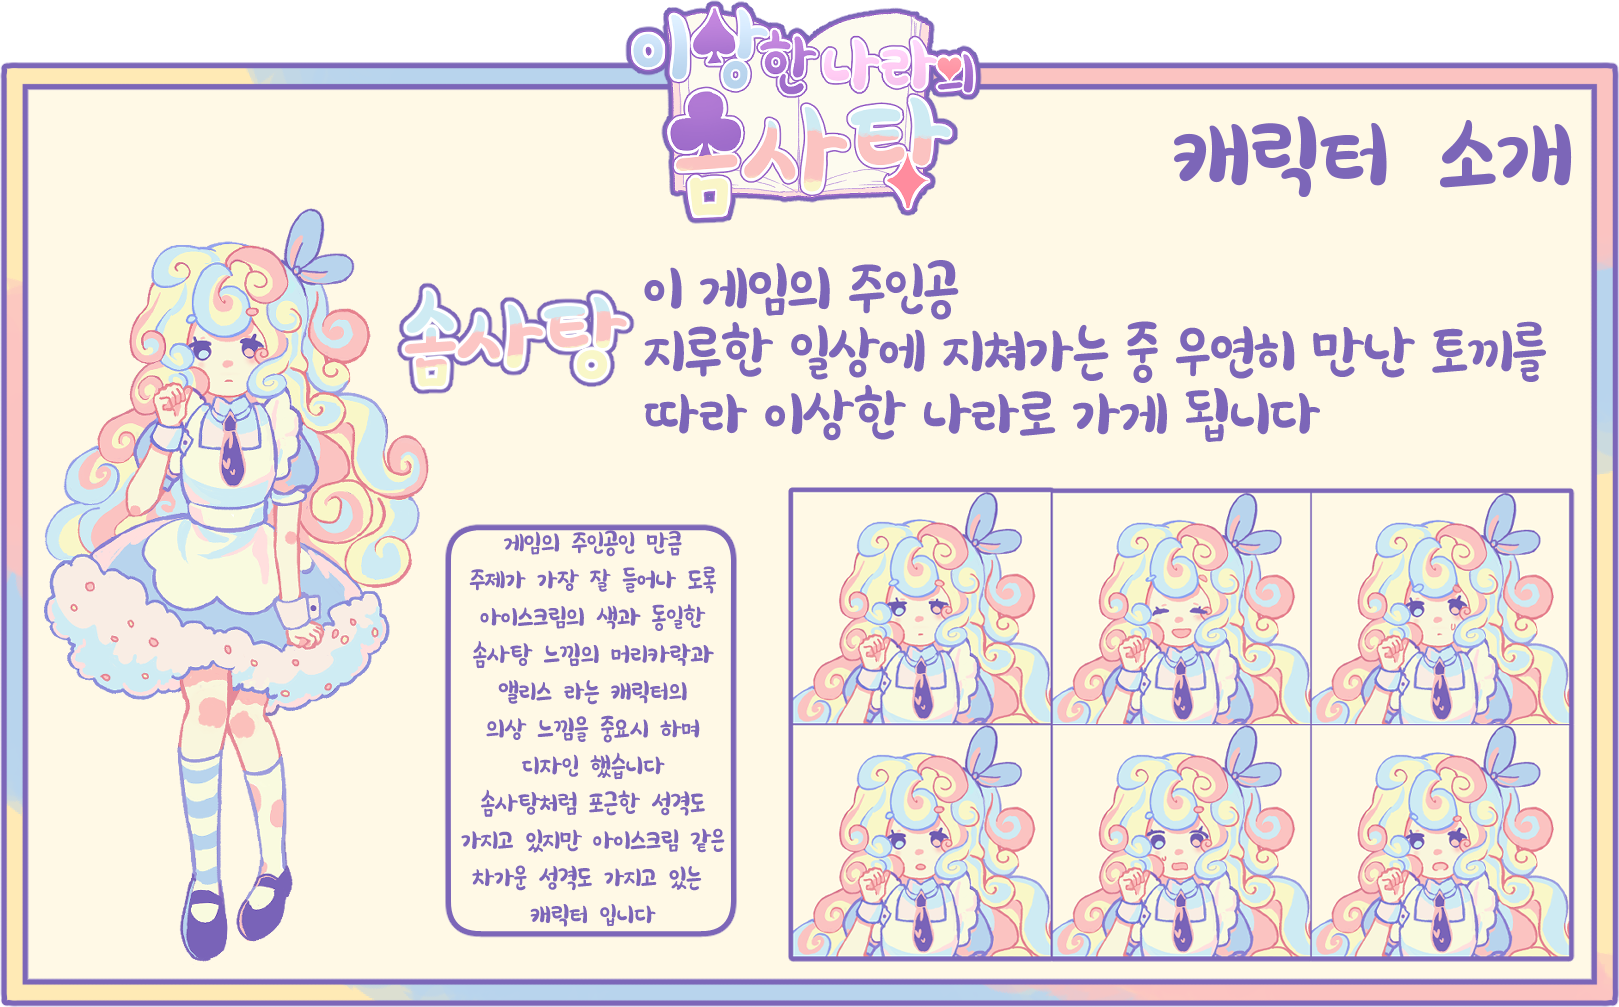 이상한 나라의
솜사탕
캐릭터 소개
솜사탕
이 게임의 주인공
지루한 일상에 지쳐가는 중 우연히 만난 토끼를
따라 이상한 나라로 가게 됩니다
게임의 주인공인 만큼
주제가 가장 잘 들어나 도록
아이스크림의 색과 동일한
솜사탕 느낌의 머리카락과
앨리스 라는 캐릭터의
의상 느낌을 중요시 하며
디자인 했습니다
솜사탕처럼 포근한 성격도
가지고 있지만 아이스크림 같은
차가운 성격도 가지고 있는
캐릭터 입니다